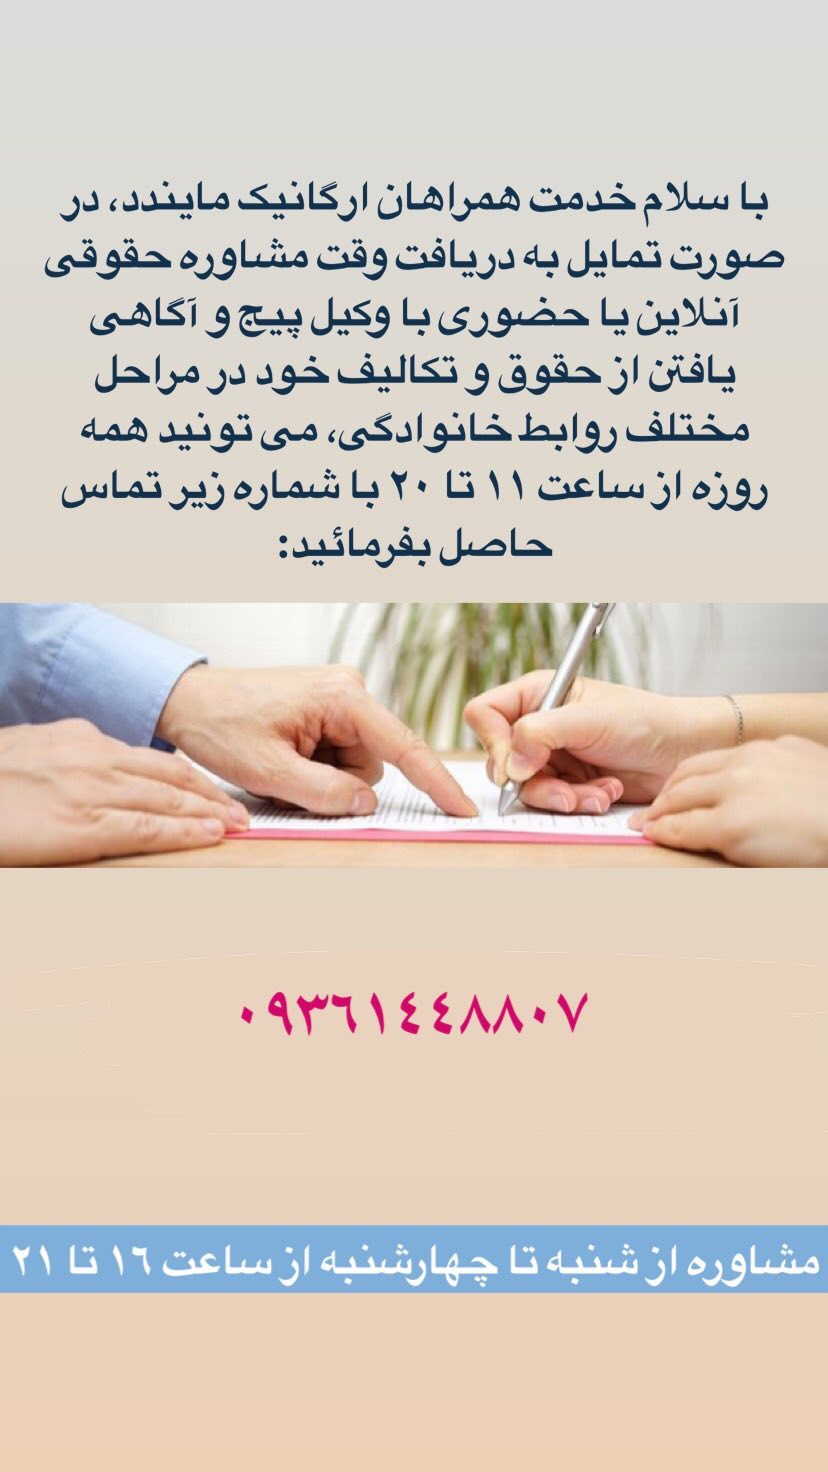 با سلام خدمت همراهان ارگانیک مایندد، در
صورت تمایل به دریافت وقت مشاوره حقوقی
آنلاین یا حضوری با وکیل پیج و آگاهی
یافتن از حقوق و تکالیف خود در مراحل
مختلف روابط خانوادگی، می تونید همه
روزه از ساعت ۱۱ تا ۲۰ با شماره زیر تماس
حاصل بفرمائید:
۰۹۳٦۱٤٤۸۸۰۷
مشاوره از شنبه تا چهارشنبه از ساعت ۱٦ تا ۲۱